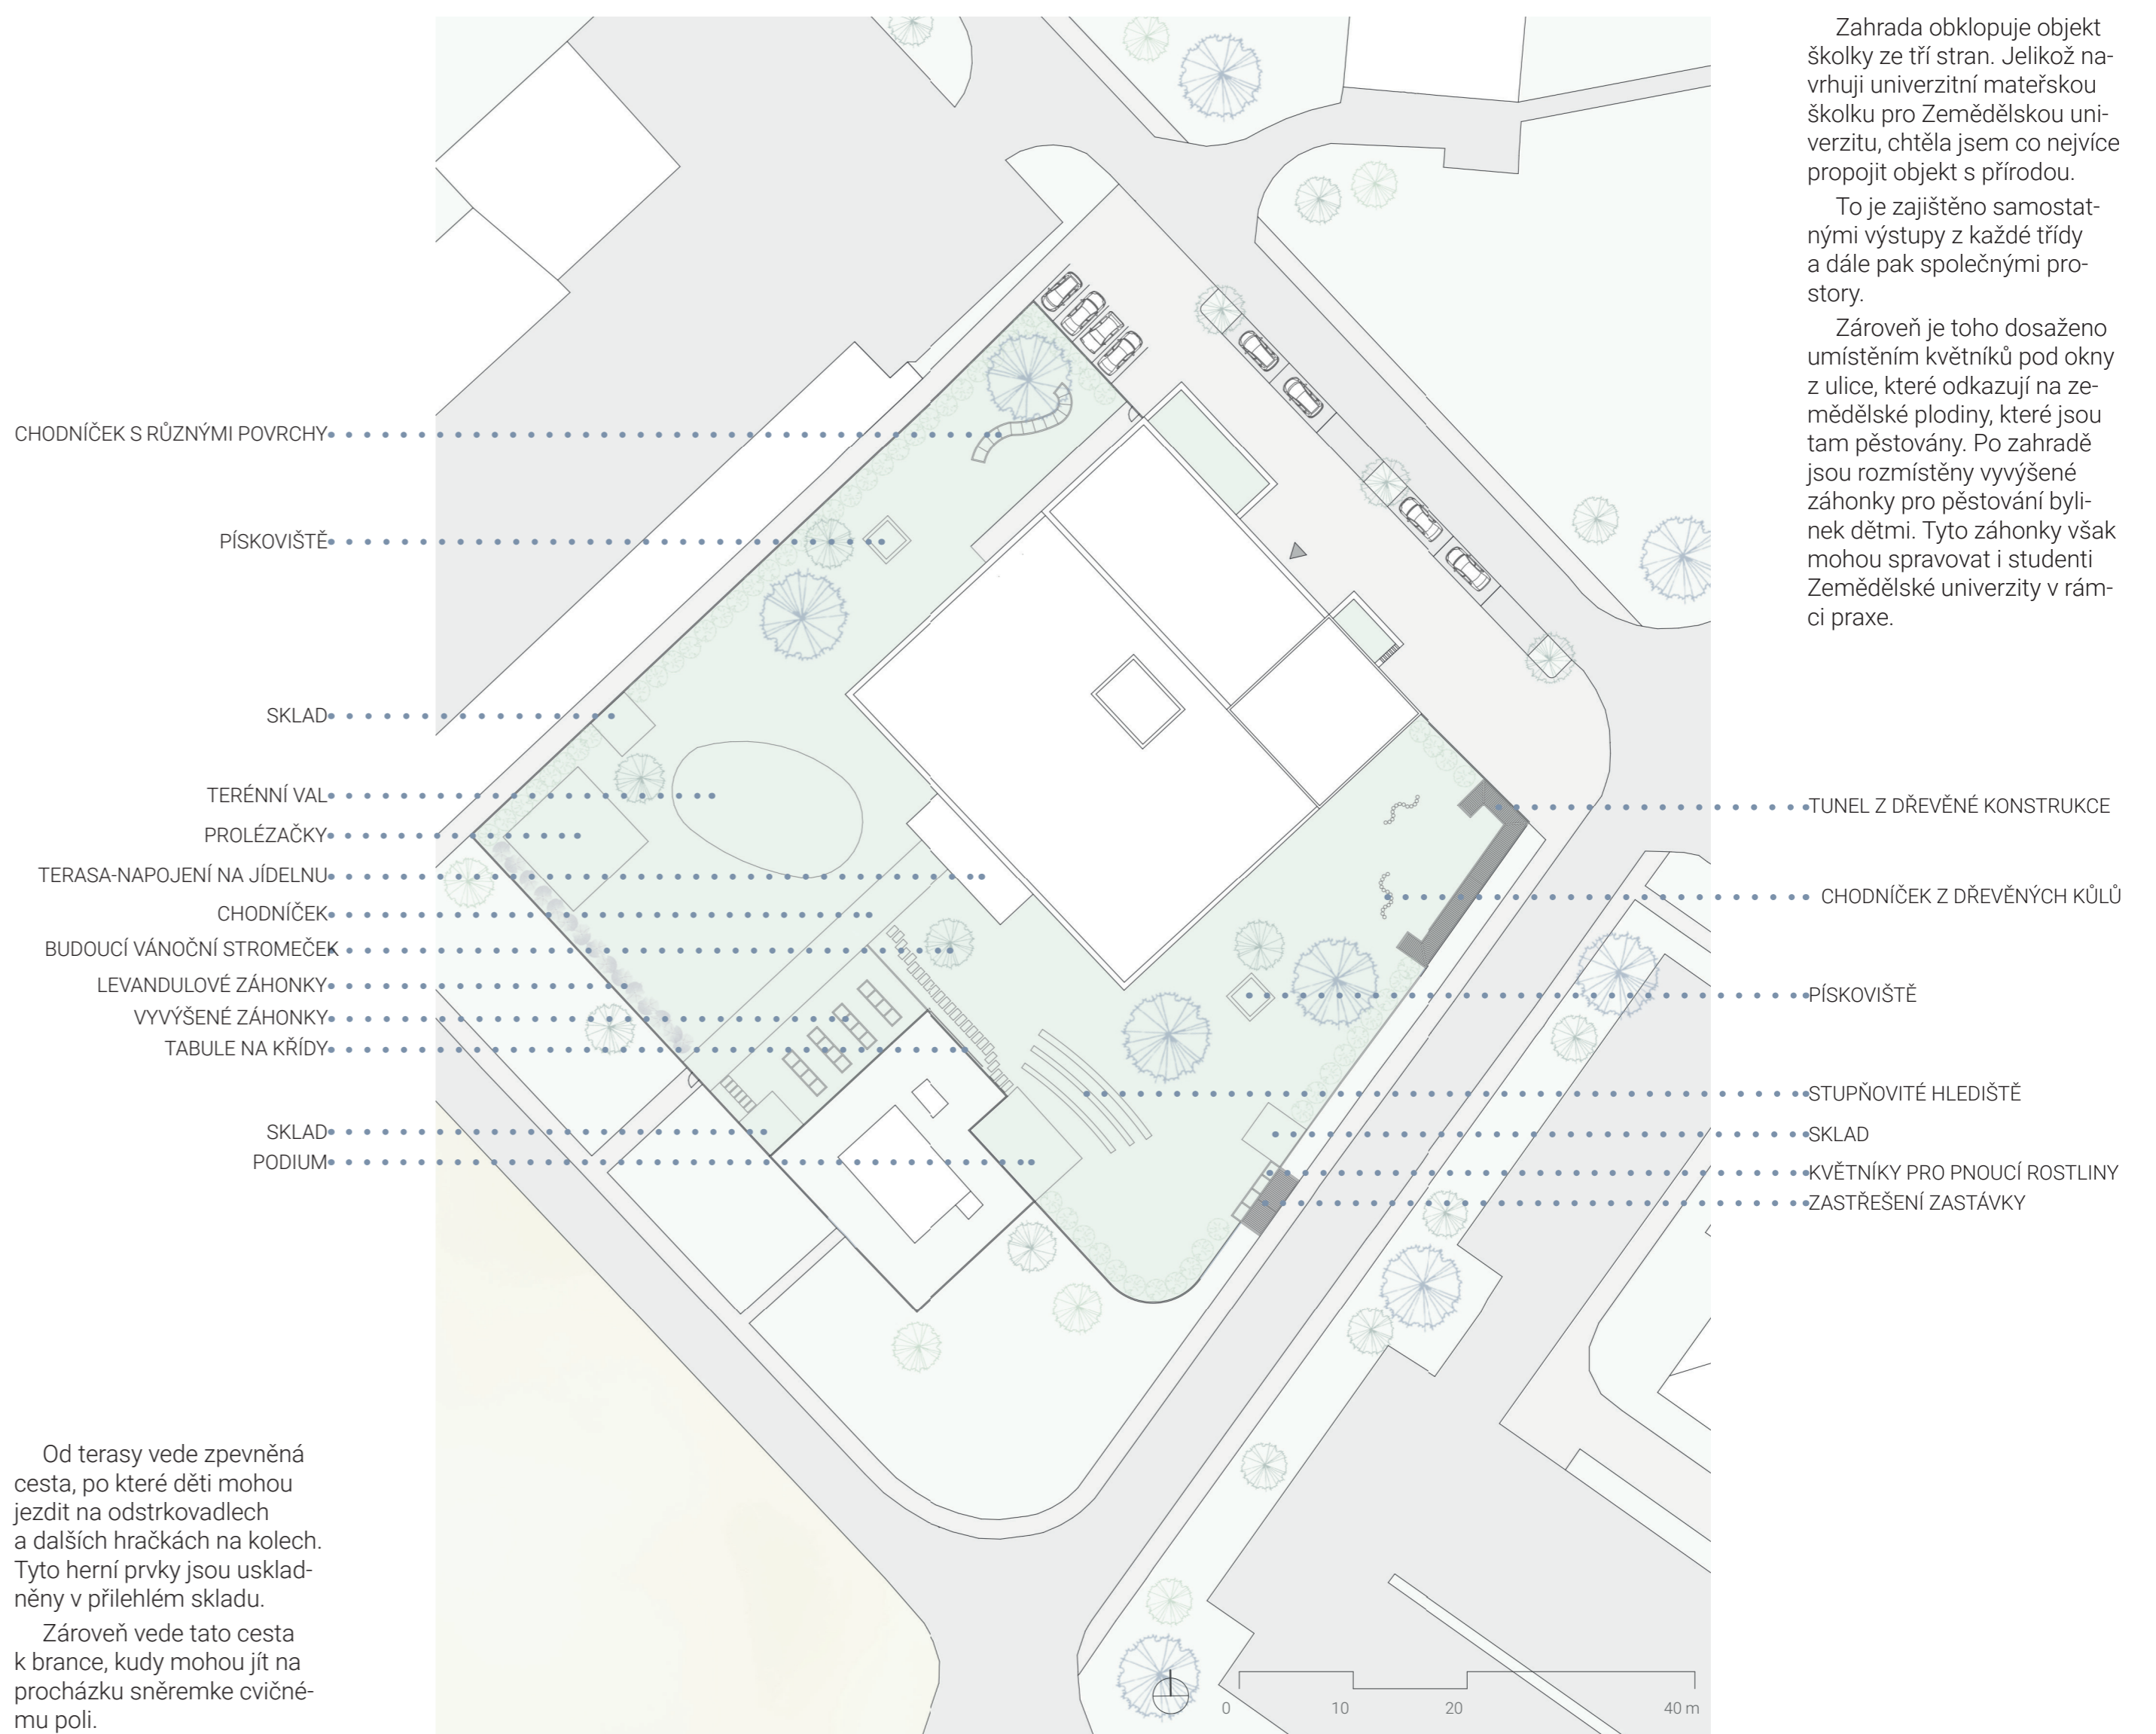 Zahrada obklopuje objekt
školky ze tří stran. Jelikož na-
vrhuji univerzitní mateřskou
školku pro Zemědělskou uni-
verzitu, chtěla jsem co nejvíce
propojit objekt s přírodou.
To je zajištěno samostat-
nými výstupy z každé třídy
a dále pak společnými pro-
story.
Zároveň je toho dosaženo
umístěním květníků pod okny
z ulice, které odkazují na ze-
mědělské plodiny, které jsou
tam pěstovány. Po zahradě
jsou rozmístěny vyvýšené
záhonky pro pěstování byli-
nek dětmi. Tyto záhonky však
mohou spravovat i studenti
Zemědělské univerzity v rám-
ci praxe.
CHODNÍČEK S RŮZNÝMI POVRCHY
PÍSKOVIŠTĚ
SKLAD
TERÉNNÍ VAL
PROLÉZAČKY
TERASA-NAPOJENÍ NA JÍDELNU
CHODNÍČEK
BUDOUCÍ VÁNOČNÍ STROMEČEK
LEVANDULOVÉ ZÁHONKY
VYVÝŠENÉ ZÁHONKY
TABULE NA KŘÍDY
SKLAD
PODIUM
TUNEL Z DŘEVĚNÉ KONSTRUKCE
CHODNÍČEK Z DŘEVĚNÝCH KŮLŮ
PÍSKOVIŠTĚ
STUPŇOVITÉ HLEDIŠTĚ
SKLAD
KVĚTNÍKY PRO PNOUCÍ ROSTLINY
ZASTŘEŠENÍ ZASTÁVKY
Od terasy vede zpevněná
cesta, po které děti mohou
jezdit na odstrkovadlech
a dalších hračkách na kolech.
Tyto herní prvky jsou usklad-
něny v přilehlém skladu.
Zároveň vede tato cesta
k brance, kudy mohou jít na
procházku sněremke cvičné-
mu poli.
0 10 20 40 m